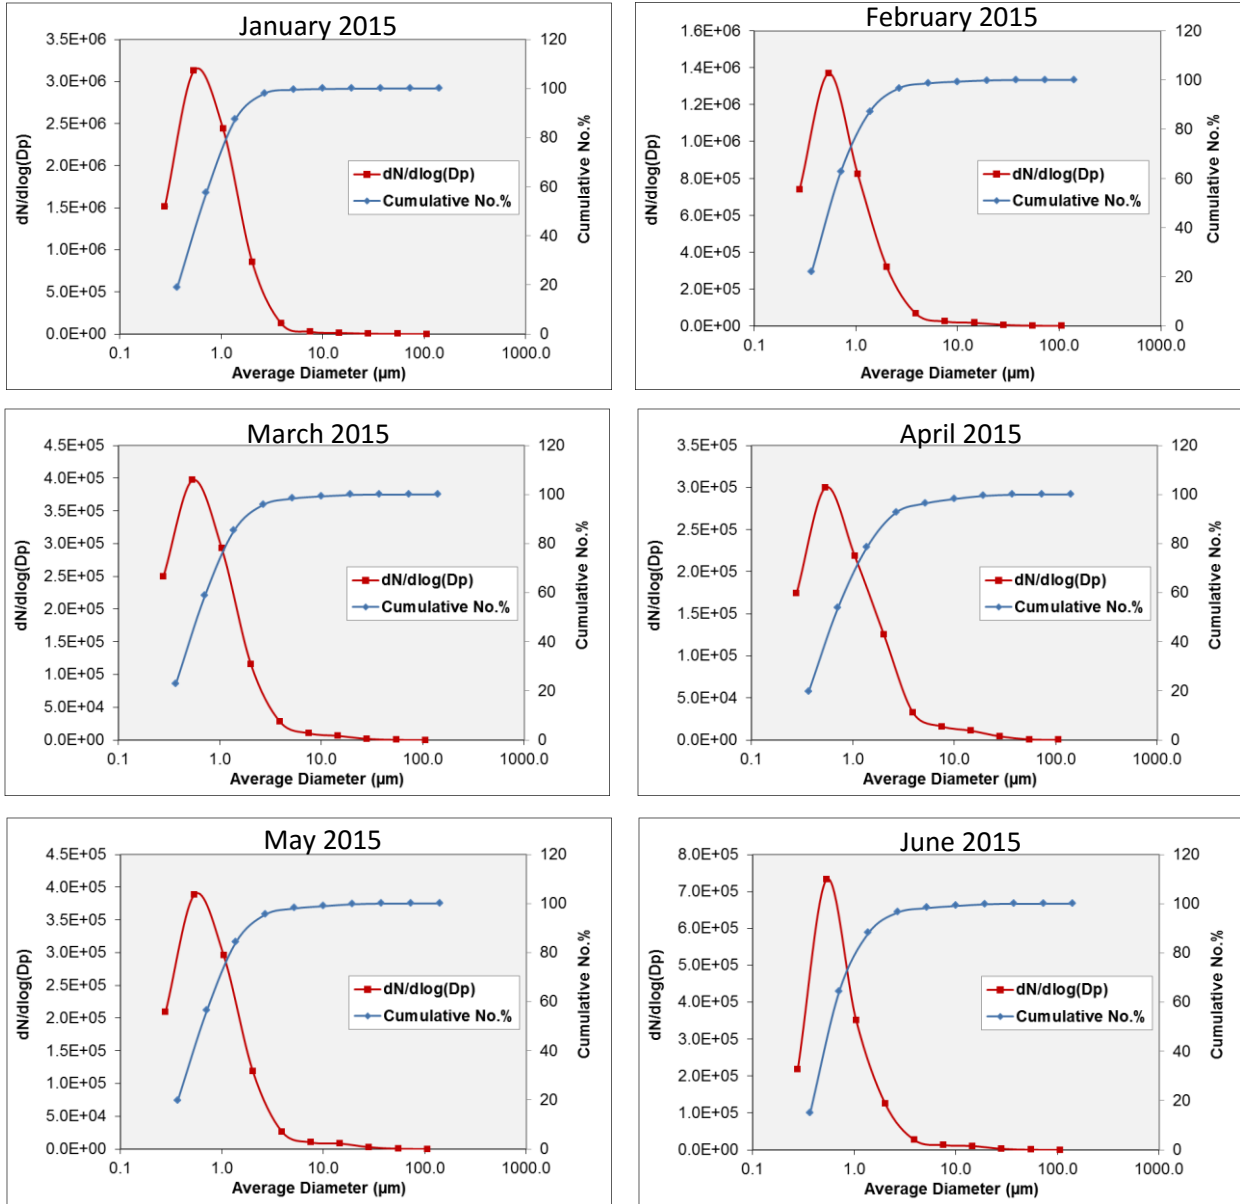 January 2015
3.5E+06
3.0E+06
2.5E+06
2.0E+06
1.5E+06
1.0E+06
5.0E+05
0.0E+00
dN/dlog(Dp)
120
100
80
60
40
20
0
Cumulative No.%
dN/dlog(Dp)
Cumulative No.%
0.1 1.0 10.0 100.0 1000.0
Average Diameter (µm)
February 2015
1.6E+06
1.4E+06
1.2E+06
1.0E+06
8.0E+05
6.0E+05
4.0E+05
2.0E+05
0.0E+00
dN/dlog(Dp)
120
100
80
60
40
20
0
Cumulative No.%
dN/dlog(Dp)
Cumulative No.%
0.1 1.0 10.0 100.0 1000.0
Average Diameter (µm)
March 2015
4.5E+05
4.0E+05
3.5E+05
3.0E+05
2.5E+05
2.0E+05
1.5E+05
1.0E+05
5.0E+04
0.0E+00
dN/dlog(Dp)
120
100
80
60
40
20
0
Cumulative No.%
dN/dlog(Dp)
Cumulative No.%
0.1 1.0 10.0 100.0 1000.0
Average Diameter (µm)
April 2015
3.5E+05
3.0E+05
2.5E+05
2.0E+05
1.5E+05
1.0E+05
5.0E+04
0.0E+00
dN/dlog(Dp)
120
100
80
60
40
20
0
Cumulative No.%
dN/dlog(Dp)
Cumulative No.%
0.1 1.0 10.0 100.0 1000.0
Average Diameter (µm)
May 2015
4.5E+05
4.0E+05
3.5E+05
3.0E+05
2.5E+05
2.0E+05
1.5E+05
1.0E+05
5.0E+04
0.0E+00
dN/dlog(Dp)
120
100
80
60
40
20
0
Cumulative No.%
dN/dlog(Dp)
Cumulative No.%
0.1 1.0 10.0 100.0 1000.0
Average Diameter (µm)
June 2015
8.0E+05
7.0E+05
6.0E+05
5.0E+05
4.0E+05
3.0E+05
2.0E+05
1.0E+05
0.0E+00
dN/dlog(Dp)
120
100
80
60
40
20
0
Cumulative No.%
dN/dlog(Dp)
Cumulative No.%
0.1 1.0 10.0 100.0 1000.0
Average Diameter (µm)